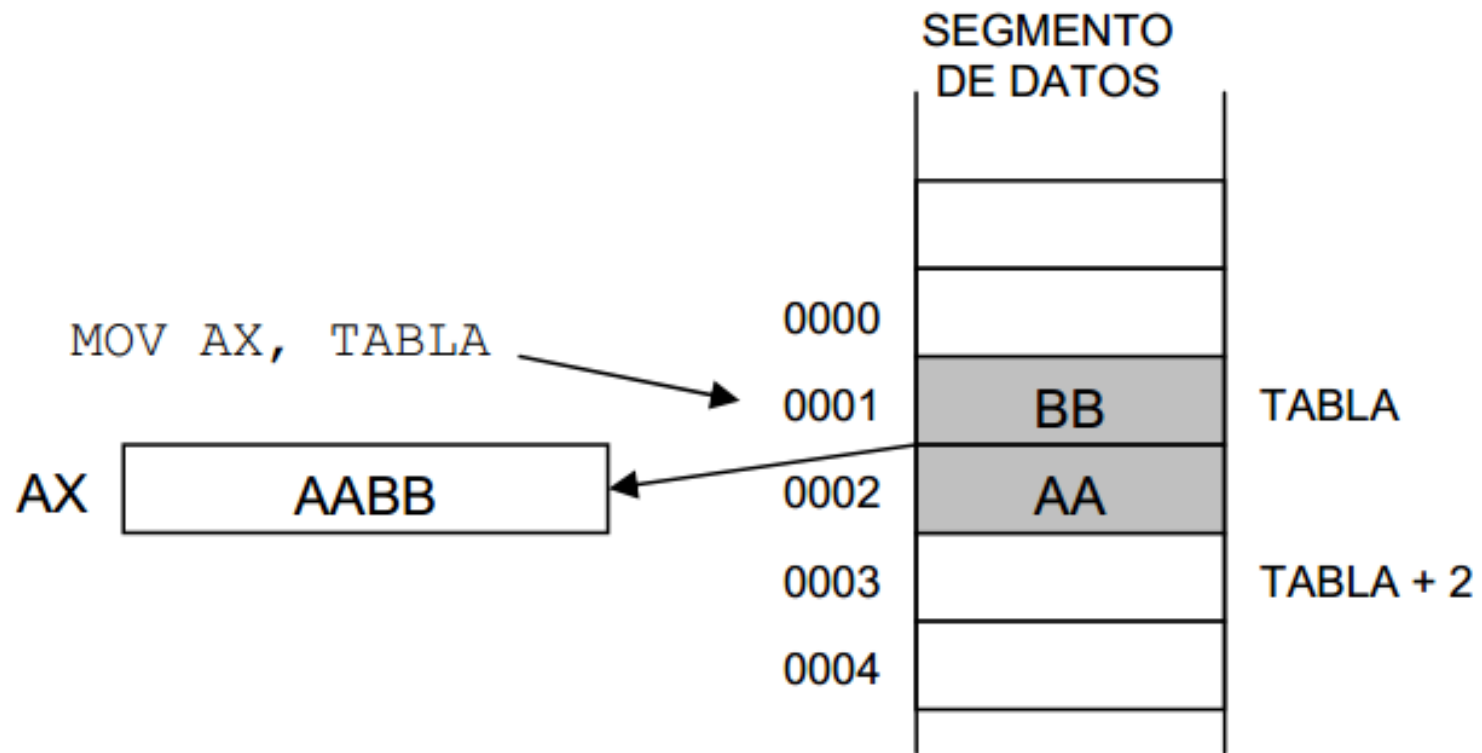 SEGMENTO
DE DATOS
0000
MOV AX, TABLA
0001 BB TABLA
AX AABB 0002 AA
0003 TABLA + 2
0004